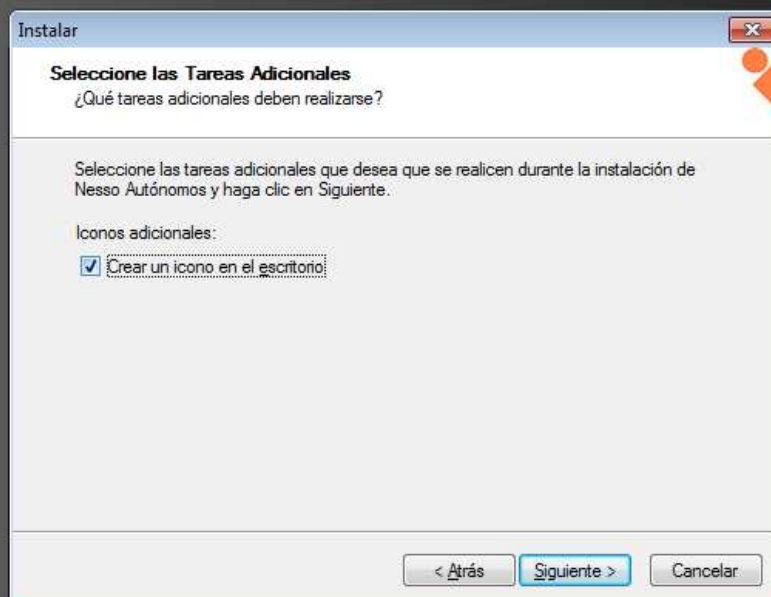 Instalar
Seleccione las Tareas Adicionales
¿Qué tareas adicionales deben realizarse?
Seleccione las tareas adicionales que desea que se realicen durante la instalación de
Nesso Autónomos y haga clic en Siguiente.
Iconos adicionales:
Crear un icono en el escritorio
< Atrás
Siguiente >
Cancelar